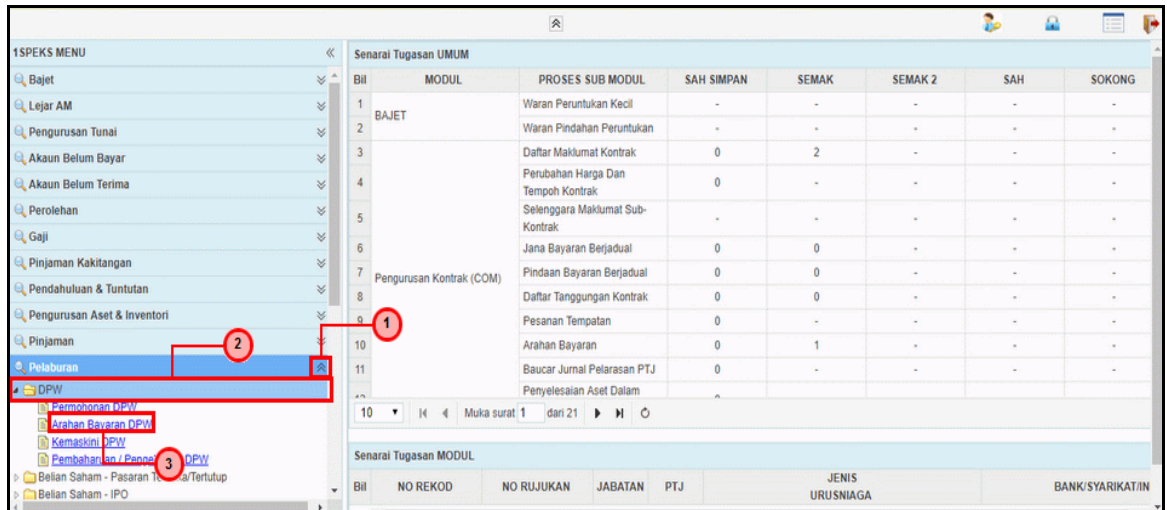 1SPEKS MENU
Bajet
Lejar AM
Pengurusan Tunai
Akaun Belum Bayar
Akaun Belum Terima
Perolehan
Gaji
Pinjaman Kakitangan
Pendahuluan & Tuntutan
Pengurusan Aset & Inventori
Pinjaman
Pelaburan
DPW
Permohonan DPW
Arahan Bayaran DPW
Kemaskini DPW
Pembaharuan / DPW
Belian Saham - Pasaran /Tertutup
Belian Saham - IPO
1
2
3
Senarai Tugasan UMUM
Bil MODUL PROSES SUB MODUL SAH SIMPAN SEMAK SEMAK 2 SAH SOKONG
1 BAJET Waran Peruntukan Kecil - - - - -
2 Waran Pindahan Peruntukan - - - - -
3 Daftar Maklumat Kontrak 0 2 - - -
4 Perubahan Harga Dan
Tempoh Kontrak 0 - - - -
5 Selenggara Maklumat Sub-
Kontrak - - - - -
6 Jana Bayaran Berjadual 0 0 - - -
7 Pengurusan Kontrak (COM) Pindaan Bayaran Berjadual 0 0 - - -
8 Daftar Tanggungan Kontrak 0 0 - - -
9 Pesanan Tempatan 0 - - - -
10 Arahan Bayaran 0 1 - - -
11 Baucar Jurnal Pelarasan PTJ 0 - - - -
Penyelesaian Aset Dalam
10 Muka surat 1 dari 21
Senarai Tugasan MODUL
Bil NO REKOD NO RUJUKAN JABATAN PTJ JENIS
URUSNIAGA BANK/SYARIKAT/IN